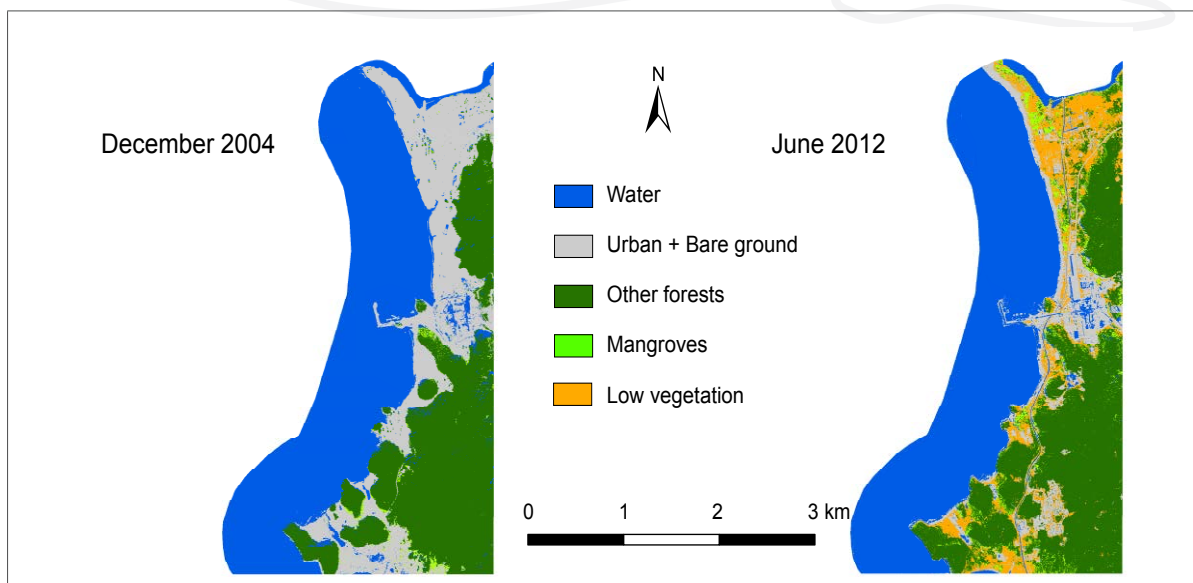 December 2004
N
June 2012
Water
Urban + Bare ground
Other forests
Mangroves
Low vegetation
0 1 2 3 km